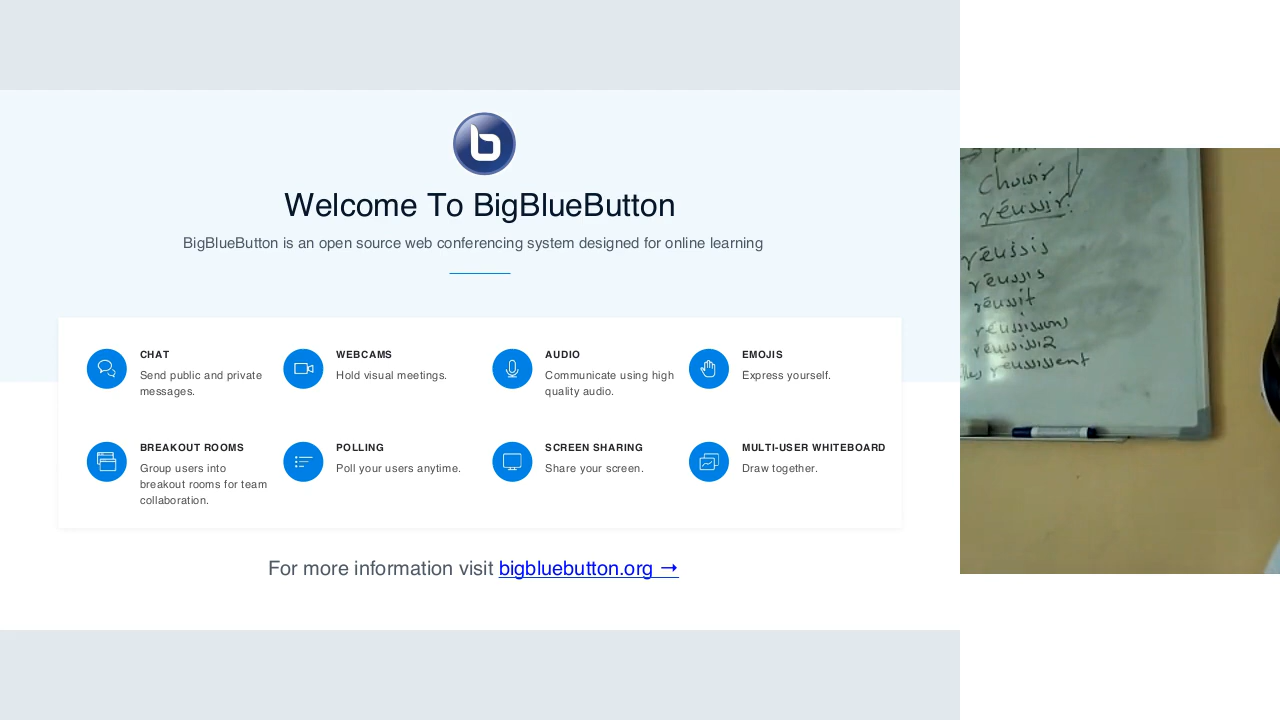 Welcome To BigBlueButton
BigBlueButton is an open source web conferencing system designed for online learning
CHAT
Send public and private
messages.
WEBCAMS
Hold visual meetings.
AUDIO
Communicate using high
quality audio.
EMOJIS
Express yourself.
BREAKOUT ROOMS
Group users into
breakout rooms for team
collaboration.
POLLING
Poll your users anytime.
SCREEN SHARING
Share your screen.
MULTI-USER WHITEBOARD
Draw together.
For more information visit bigbluebutton.org →
Choisir
réussir
réussis
réussis
réussit
réussissons
réussissent